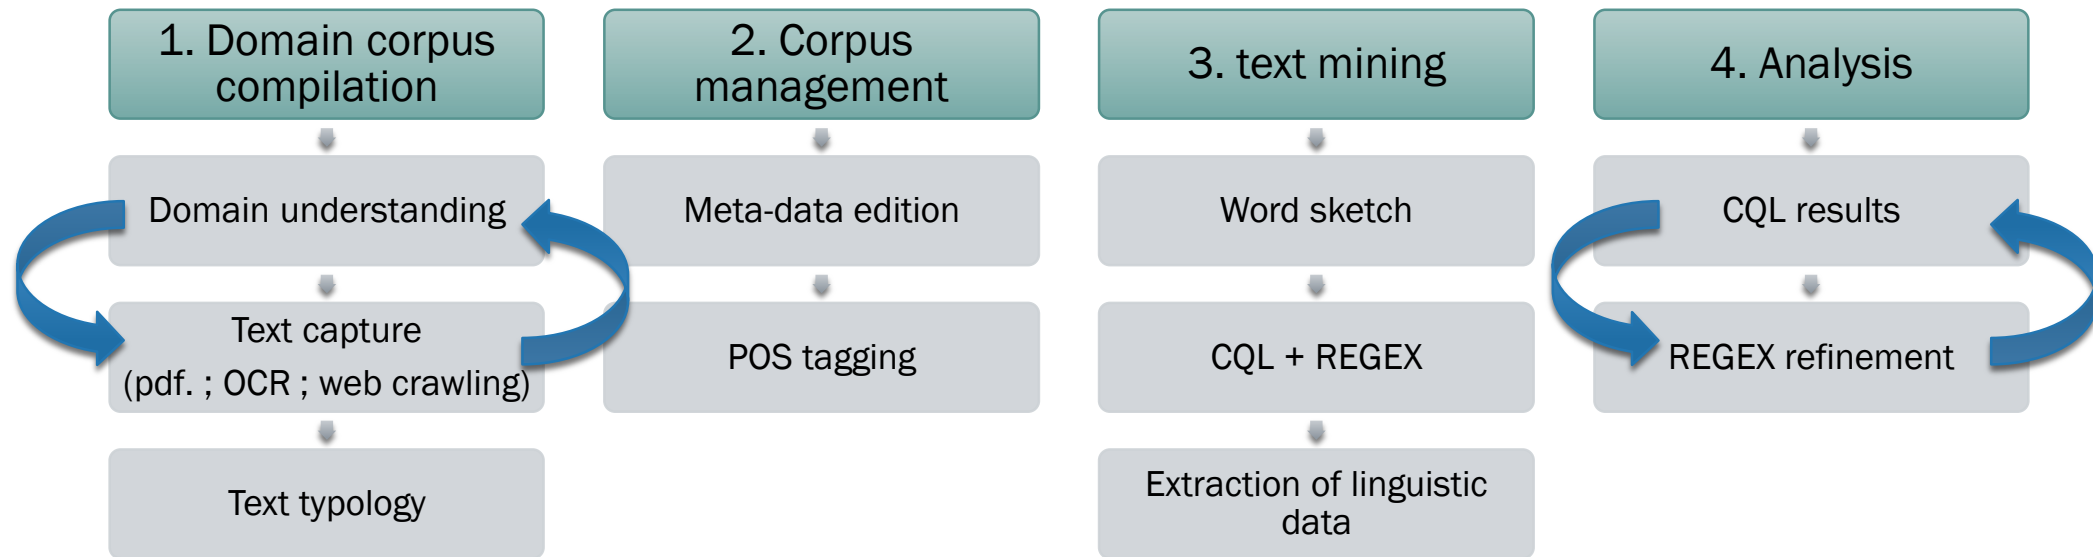 1. Domain corpus
compilation
Domain understanding
Text capture
(pdf. ; OCR ; web crawling)
Text typology
2. Corpus
management
Meta-data edition
POS tagging
3. text mining
Word sketch
CQL + REGEX
Extraction of linguistic
data
4. Analysis
CQL results
REGEX refinement